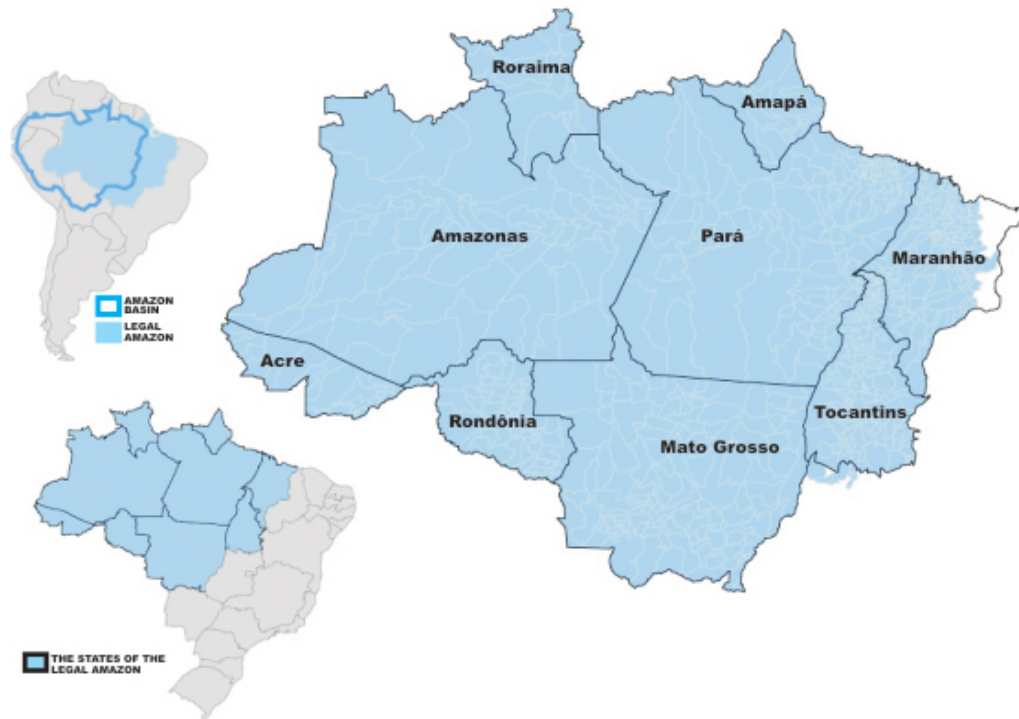 Roraima
Amapá
Amazonas
Pará
Maranhão
AMAZON
BASIN
LEGAL
AMAZON
Acre
Rondônia
Tocantins
Mato Grosso
THE STATES OF THE
LEGAL AMAZON